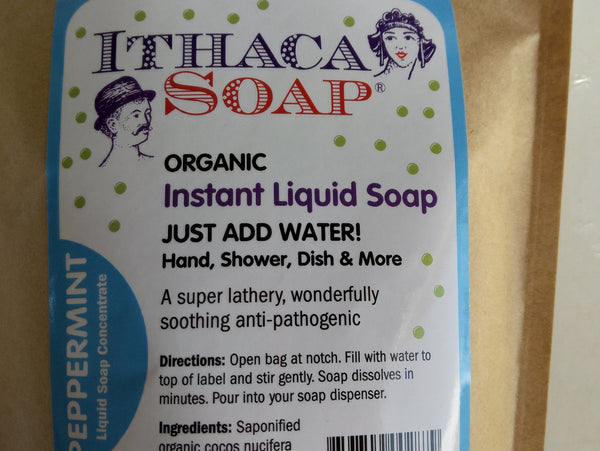 ITHACA
SOAP®
ORGANIC
Instant Liquid Soap
JUST ADD WATER!
Hand, Shower, Dish & More
A super lathery, wonderfully
soothing anti-pathogenic
Directions: Open bag at notch. Fill with water to
top of label and stir gently. Soap dissolves in
minutes. Pour into your soap dispenser.
Ingredients: Saponified
organic cocos nucifera
PEPPERMINT
Liquid Soap Concentrate